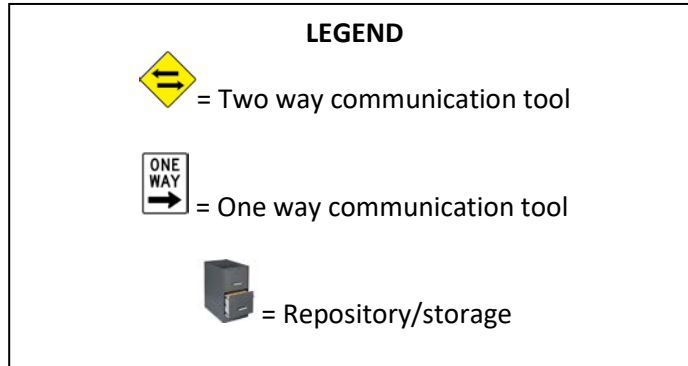 LEGEND
= Two way communication tool
ONE
WAY
= One way communication tool
= Repository/storage